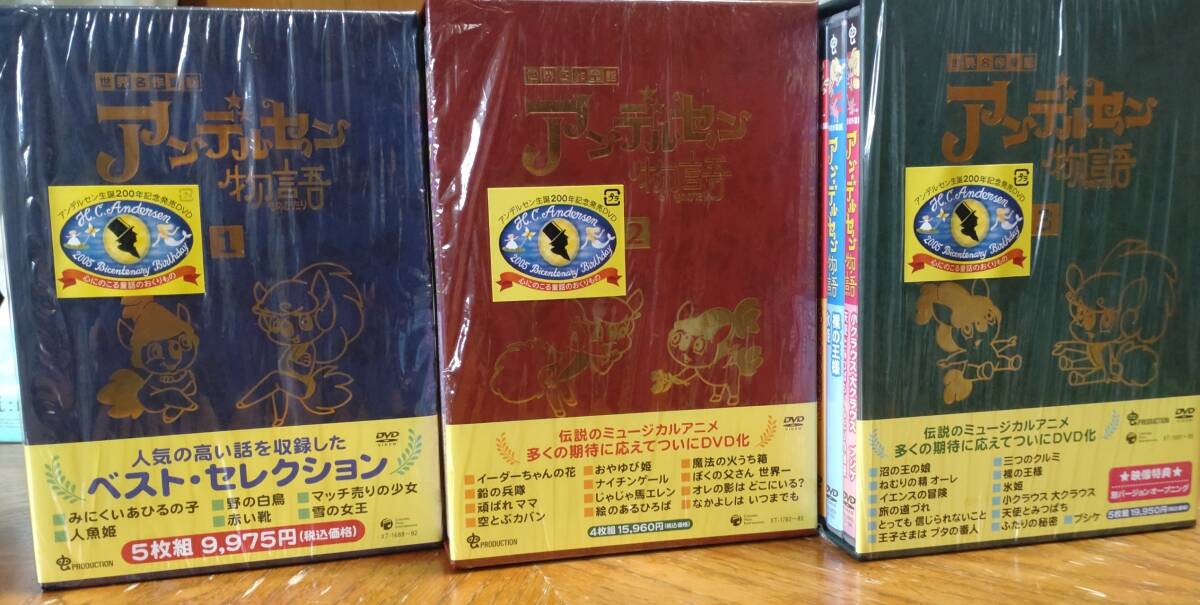 世界名作童話
アンデルセン
物語
アンデルセン生誕200年記念発売DVD
H.C.Andersen
2005 Bicentenary Birthday
心にのこる童話のおくりもの
1
人気の高い話を収録した
ベスト・セレクション
DVD
VIDEO
みにくいあひるの子
野の白鳥
マッチ売りの少女
人魚姫
赤い靴
雪の女王
5枚組 9,975円(税込価格)
PRODUCTION
世界名作童話
アンデルセン
物語
アンデルセン生誕200年記念発売DVD
H.C.Andersen
2005 Bicentenary Birthday
心にのこる童話のおくりもの
2
伝説のミュージカルアニメ
多くの期待に応えてついにDVD化
DVD
VIDEO
イーダーちゃんの花
おやゆび姫
魔法の火うち箱
鉛の兵隊
ナイチンゲール
ぼくの父さん 世界一
頑ばれママ
じゃじゃ馬エレン
オレの影は どこにいる?
空とぶカバン
絵のあるひろば
なかよしは いつまでも
4枚組 15,960円(税込価格)
PRODUCTION
アンデルセン物語
裸の王様
アンデルセン物語
世界名作童話
アンデルセン
物語
アンデルセン生誕200年記念発売DVD
H.C.Andersen
2005 Bicentenary Birthday
心にのこる童話のおくりもの
伝説のミュージカルアニメ
多くの期待に応えてついにDVD化
PRODUCTION
DVD
VIDEO
沼の王の娘
三つのクルミ
ねむりの精 オーレ
裸の王様
イエンスの冒険
水姫
旅の道づれ
小クラウス 大クラウス
とっても 信じられないこと
天使とみつばち
王子さまは ブタの番人
ふたりの秘密
プシケ
★映像特典★
5枚組 19,950円(税込価格)